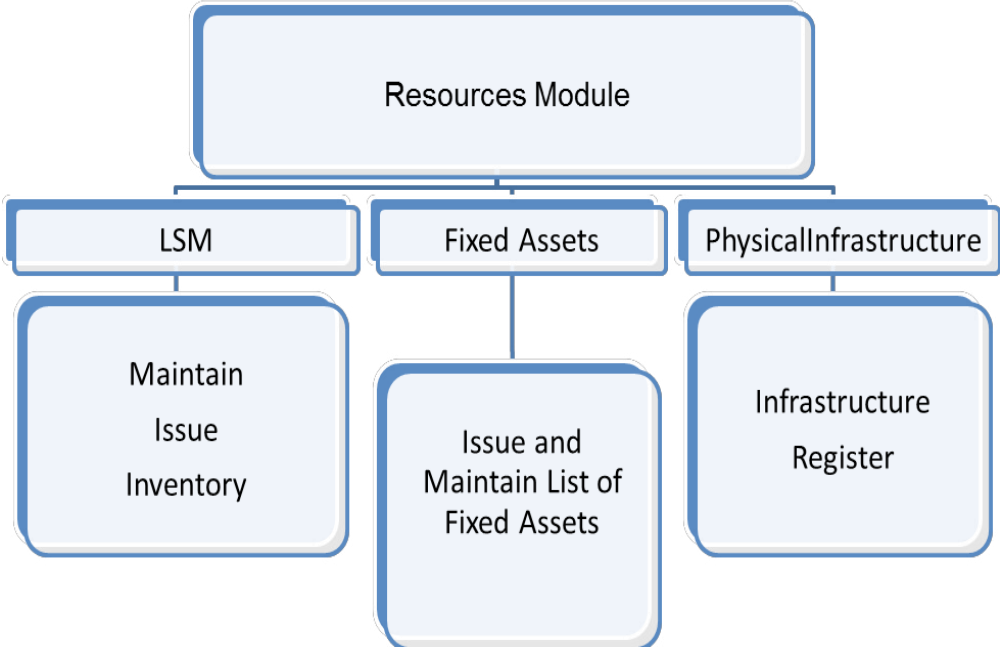 Resources Module
LSM
Fixed Assets
PhysicalInfrastructure
Maintain
Issue
Inventory
Issue and
Maintain List of
Fixed Assets
Infrastructure
Register